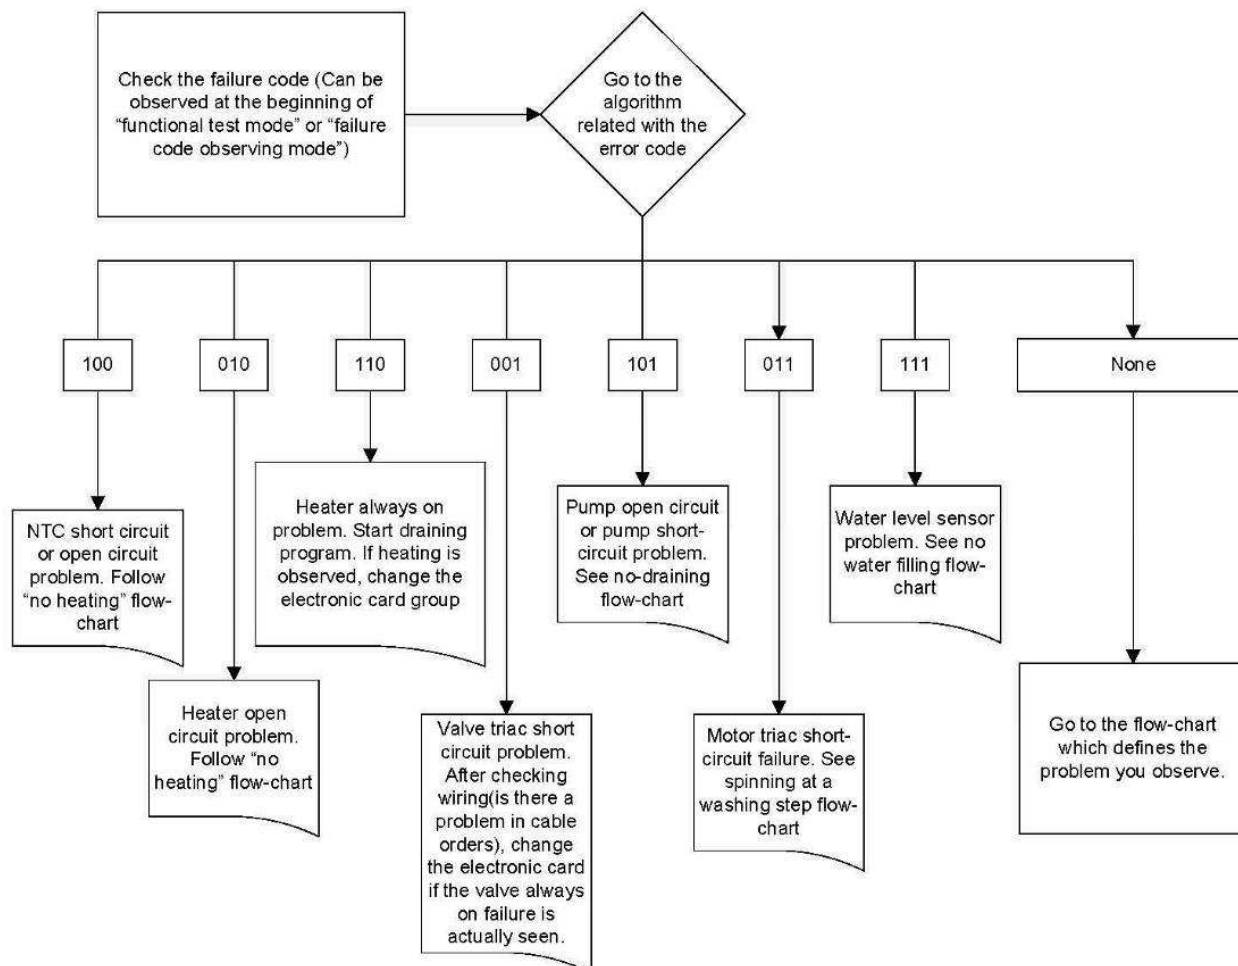 Check the failure code (Can be
observed at the beginning of
“functional test mode” or “failure
code observing mode”)
Go to the
algorithm
related with the
error code
100
010
110
001
101
011
111
None
NTC short circuit
or open circuit
problem. Follow
“no heating” flow-
chart
Heater open
circuit problem.
Follow “no
heating” flow-chart
Heater always on
problem. Start draining
program. If heating is
observed, change the
electronic card group
Valve triac short
circuit problem.
After checking
wiring(is there a
problem in cable
orders), change
the electronic card
if the valve always
on failure is
actually seen.
Pump open circuit
or pump short-
circuit problem.
See no-draining
flow-chart
Motor triac short-
circuit failure. See
spinning at a
washing step flow-
chart
Water level sensor
problem. See no
water filling flow-
chart
Go to the flow-chart
which defines the
problem you observe.